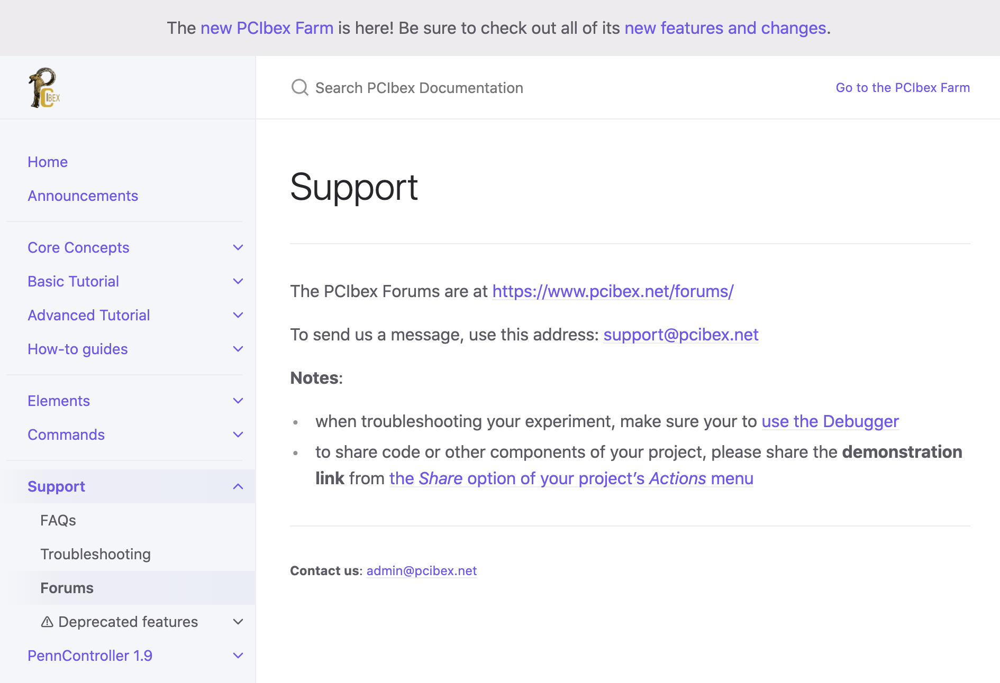 The new PCIbex Farm is here! Be sure to check out all of its new features and changes.
PC IBEX
Search PCIbex Documentation
Go to the PCIbex Farm
Home
Announcements
Core Concepts
Basic Tutorial
Advanced Tutorial
How-to guides
Elements
Commands
Support
FAQs
Troubleshooting
Forums
Deprecated features
PennController 1.9
Support
The PCIbex Forums are at https://www.pcibex.net/forums/
To send us a message, use this address: support@pcibex.net
Notes:
• when troubleshooting your experiment, make sure your to use the Debugger
• to share code or other components of your project, please share the demonstration
link from the Share option of your project’s Actions menu
Contact us: admin@pcibex.net